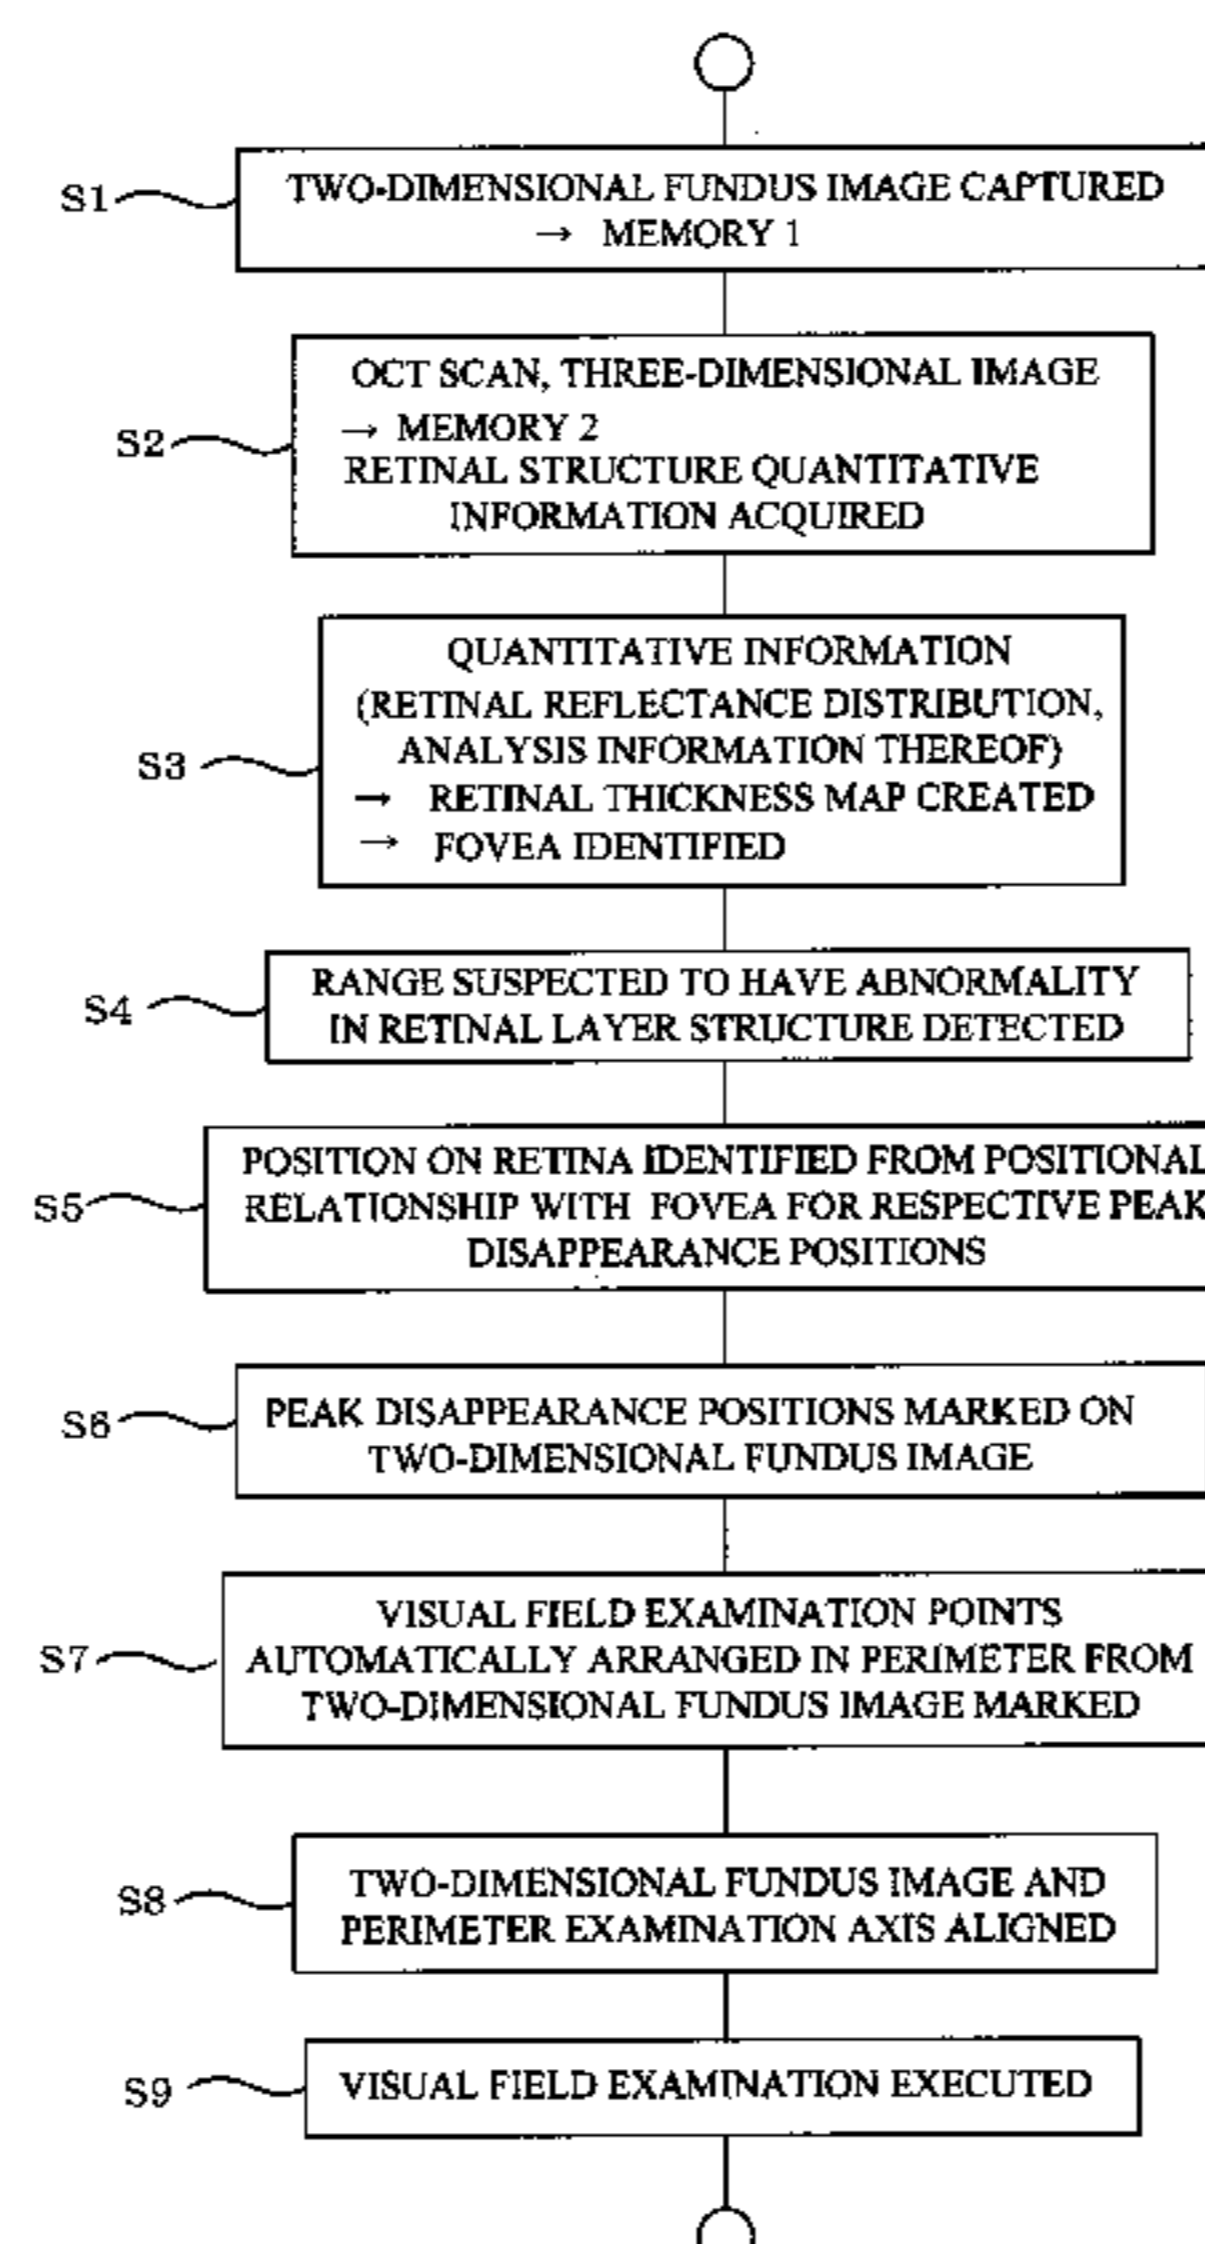 S1
TWO-DIMENSIONAL FUNDUS IMAGE CAPTURED
→ MEMORY 1
S2
OCT SCAN, THREE-DIMENSIONAL IMAGE
→ MEMORY 2
RETINAL STRUCTURE QUANTITATIVE
INFORMATION ACQUIRED
S3
QUANTITATIVE INFORMATION
(RETINAL REFLECTANCE DISTRIBUTION,
ANALYSIS INFORMATION THEREOF)
→ RETINAL THICKNESS MAP CREATED
→ FOVEA IDENTIFIED
S4
RANGE SUSPECTED TO HAVE ABNORMALITY
IN RETINAL LAYER STRUCTURE DETECTED
S5
POSITION ON RETINA IDENTIFIED FROM POSITIONAL
RELATIONSHIP WITH FOVEA FOR RESPECTIVE PEAK
DISAPPEARANCE POSITIONS
S6
PEAK DISAPPEARANCE POSITIONS MARKED ON
TWO-DIMENSIONAL FUNDUS IMAGE
S7
VISUAL FIELD EXAMINATION POINTS
AUTOMATICALLY ARRANGED IN PERIMETER FROM
TWO-DIMENSIONAL FUNDUS IMAGE MARKED
S8
TWO-DIMENSIONAL FUNDUS IMAGE AND
PERIMETER EXAMINATION AXIS ALIGNED
S9
VISUAL FIELD EXAMINATION EXECUTED